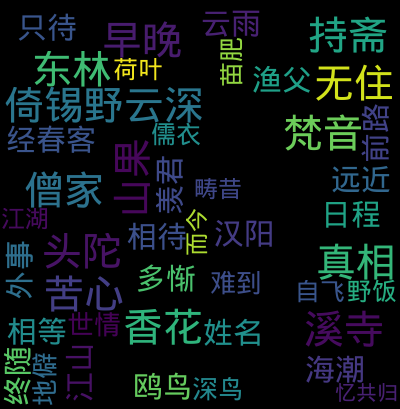 只待
早晚
云雨
持斋
东林
荷叶
苗肥
渔父
无住
倚锡野云深
经春客
儒衣
梵音
前路
僧家
山果
羡君
畴昔
远近
江湖
而今
日程
外事
头陀
相待
汉阳
真相
苦心
多惭
难到
自飞
野饭
相等
世情
香花
姓名
溪寺
终随
地僻
江山
鸥鸟
深鸟
海潮
忆共归